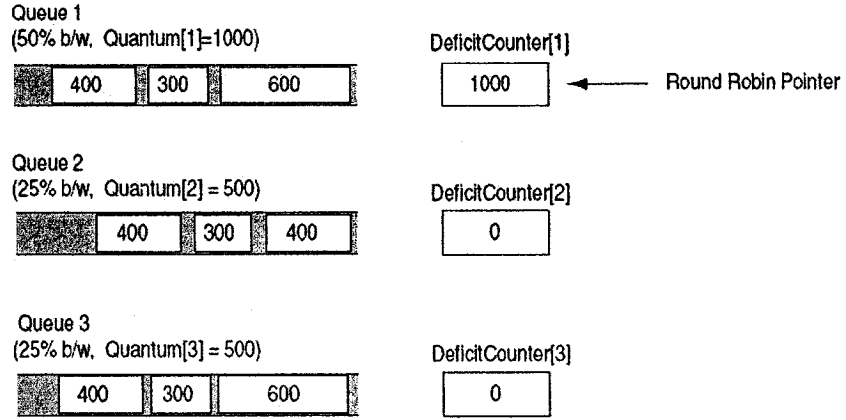 Queue 1
(50% b/w, Quantum[1]=1000)
DeficitCounter[1]
400 300 600
1000
Round Robin Pointer
Queue 2
(25% b/w, Quantum[2] = 500)
DeficitCounter[2]
400 300 400
0
Queue 3
(25% b/w, Quantum[3] = 500)
DeficitCounter[3]
400 300 600
0